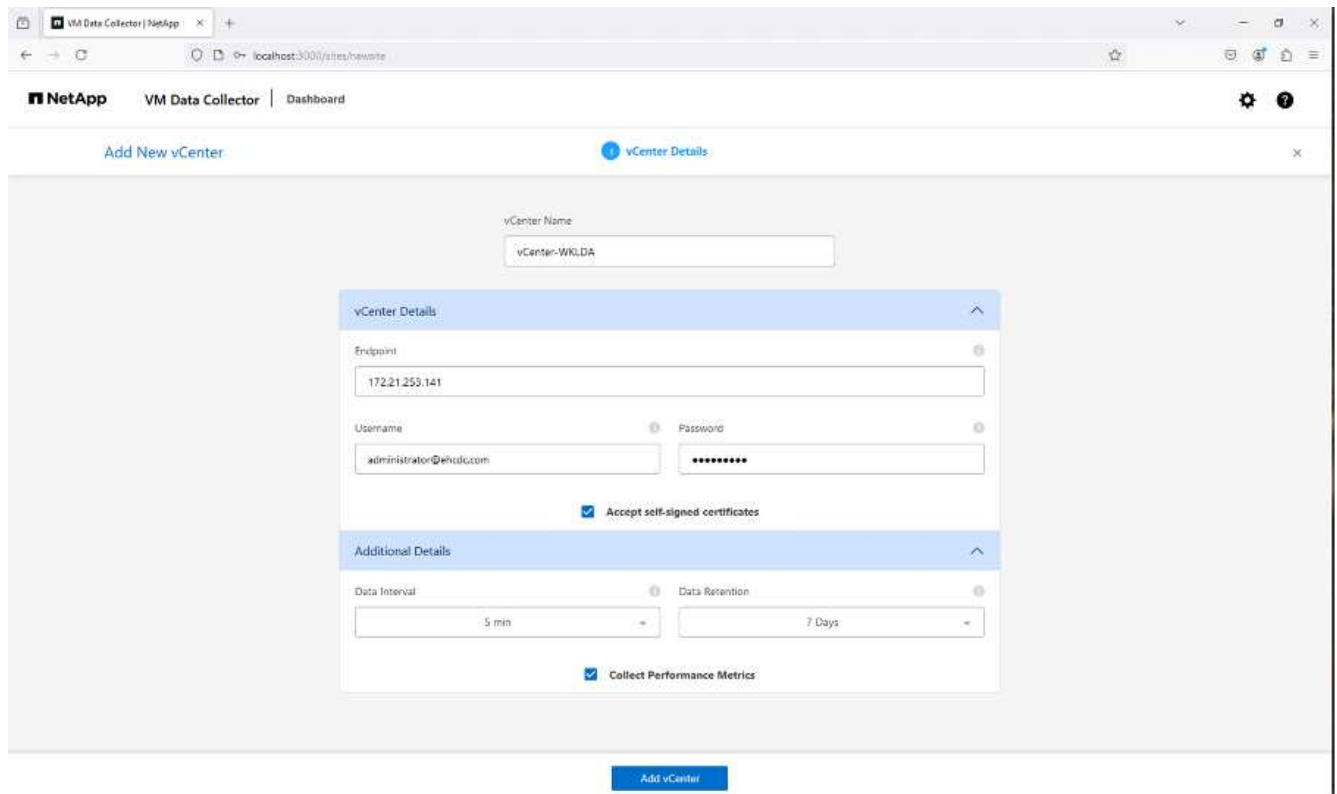 VM Data Collector | NetApp × +
localhost:3000/sites/newsite
NetApp VM Data Collector | Dashboard
Add New vCenter 1 vCenter Details ×
vCenter Name
vCenter-WKLDA
vCenter Details
Endpoint
172.21.253.141
Username Password
administrator@ehcdc.com •••••••••
Accept self-signed certificates
Additional Details
Data Interval Data Retention
5 min 7 Days
Collect Performance Metrics
Add vCenter